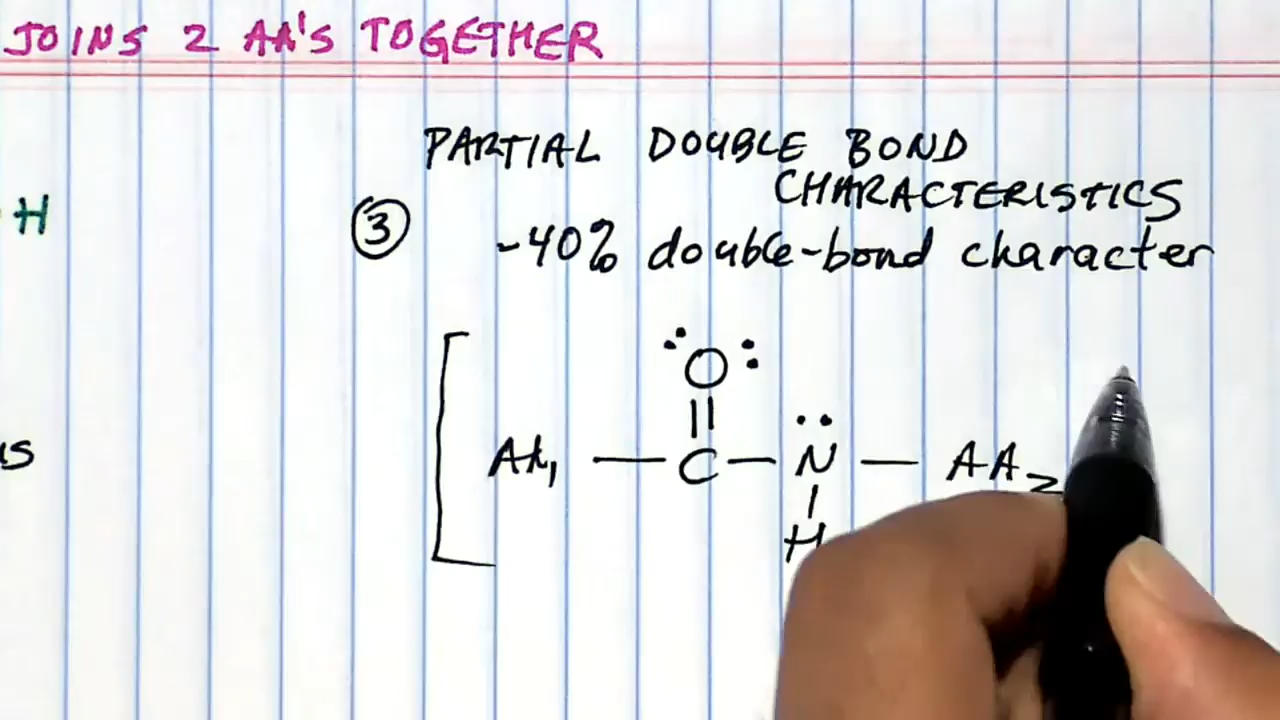 JOINS 2 AA'S TOGETHER
PARTIAL DOUBLE BOND
CHARACTERISTICS
H
③
-40% double-bond character
O
AA₁ — C — N — AA₂
H